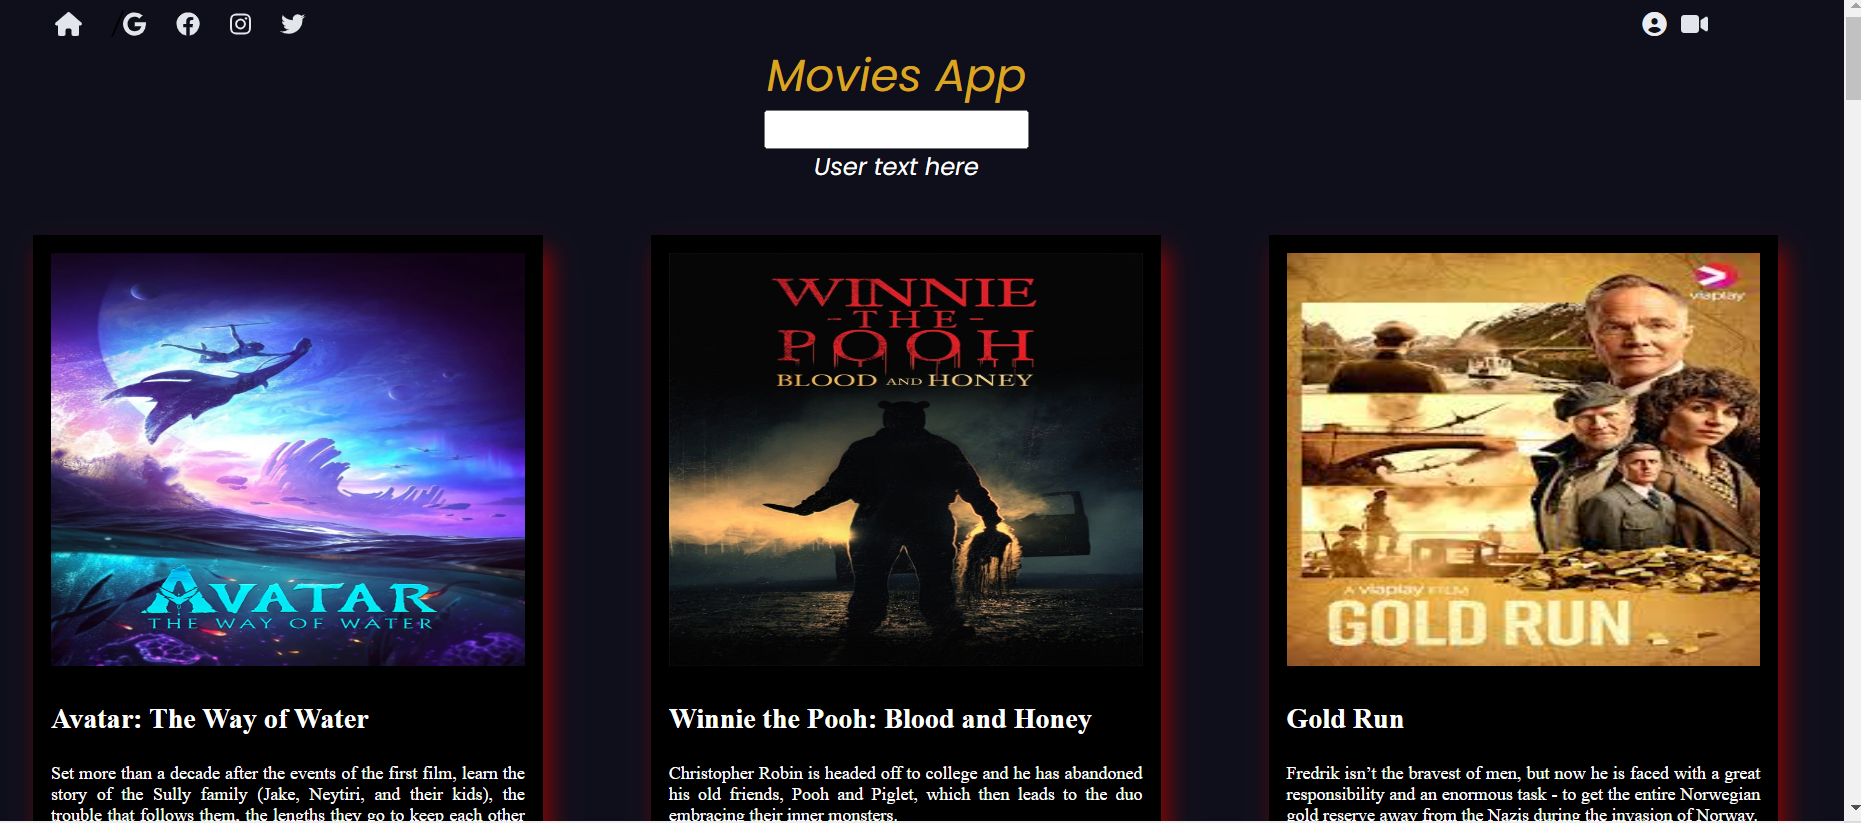 Movies App
User text here
AVATAR
THE WAY OF WATER
WINNIE
-THE-
POOH
BLOOD AND HONEY
viaplay
A viaplay FILM
GOLD RUN
Avatar: The Way of Water
Set more than a decade after the events of the first film, learn the
story of the Sully family (Jake, Neytiri, and their kids), the
trouble that follows them, the lengths they go to keep each other
Winnie the Pooh: Blood and Honey
Christopher Robin is headed off to college and he has abandoned
his old friends, Pooh and Piglet, which then leads to the duo
embracing their inner monsters.
Gold Run
Fredrik isn’t the bravest of men, but now he is faced with a great
responsibility and an enormous task - to get the entire Norwegian
gold reserve away from the Nazis during the invasion of Norway.